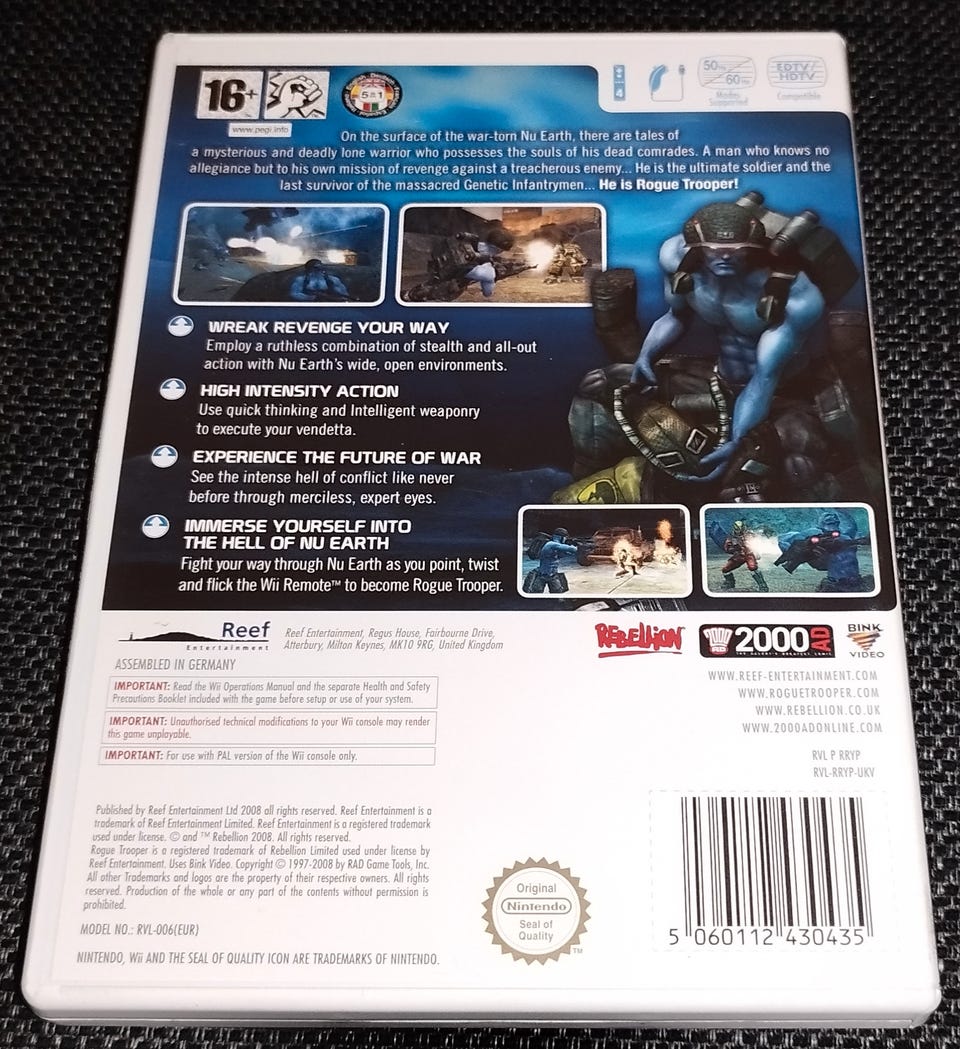 16+
www.pegi.info
English - Deutsch - Français
Español
5 in 1
4
50Hz
60Hz
Modes
Supported
EDTV/
HDTV
Compatible
On the surface of the war-torn Nu Earth, there are tales of
a mysterious and deadly lone warrior who possesses the souls of his dead comrades. A man who knows no
allegiance but to his own mission of revenge against a treacherous enemy... He is the ultimate soldier and the
last survivor of the massacred Genetic Infantrymen... He is Rogue Trooper!
WREAK REVENGE YOUR WAY
Employ a ruthless combination of stealth and all-out
action with Nu Earth's wide, open environments.
HIGH INTENSITY ACTION
Use quick thinking and Intelligent weaponry
to execute your vendetta.
EXPERIENCE THE FUTURE OF WAR
See the intense hell of conflict like never
before through merciless, expert eyes.
IMMERSE YOURSELF INTO
THE HELL OF NU EARTH
Fight your way through Nu Earth as you point, twist
and flick the Wii Remote™ to become Rogue Trooper.
Reef
Entertainment
Reef Entertainment, Regus House, Fairbourne Drive,
Atterbury, Milton Keynes, MK10 9RG, United Kingdom
REBELLION
2000 AD
2000 AD
THE GALAXY'S GREATEST COMIC
BINK
VIDEO
ASSEMBLED IN GERMANY
IMPORTANT: Read the Wii Operations Manual and the separate Health and Safety
Precautions Booklet included with the game before setup or use of your system.
IMPORTANT: Unauthorised technical modifications to your Wii console may render
this game unplayable.
IMPORTANT: For use with PAL version of the Wii console only.
WWW.REEF-ENTERTAINMENT.COM
WWW.ROGUETROOPER.COM
WWW.REBELLION.CO.UK
WWW.2000ADONLINE.COM
RVL P RRYP
RVL-RRYP-UKV
Published by Reef Entertainment Ltd 2008 all rights reserved. Reef Entertainment is a
trademark of Reef Entertainment Limited. Reef Entertainment is a registered trademark
used under license. © and ™ Rebellion 2008. All rights reserved.
Rogue Trooper is a registered trademark of Rebellion Limited used under license by
Reef Entertainment. Uses Bink Video. Copyright © 1997-2008 by RAD Game Tools, Inc.
All other Trademarks and logos are the property of their respective owners. All rights
reserved. Production of the whole or any part of the contents without permission is
prohibited.
MODEL NO.: RVL-006(EUR)
NINTENDO, Wii AND THE SEAL OF QUALITY ICON ARE TRADEMARKS OF NINTENDO.
Original
Nintendo
Seal of
Quality
TM
5 060112 430435